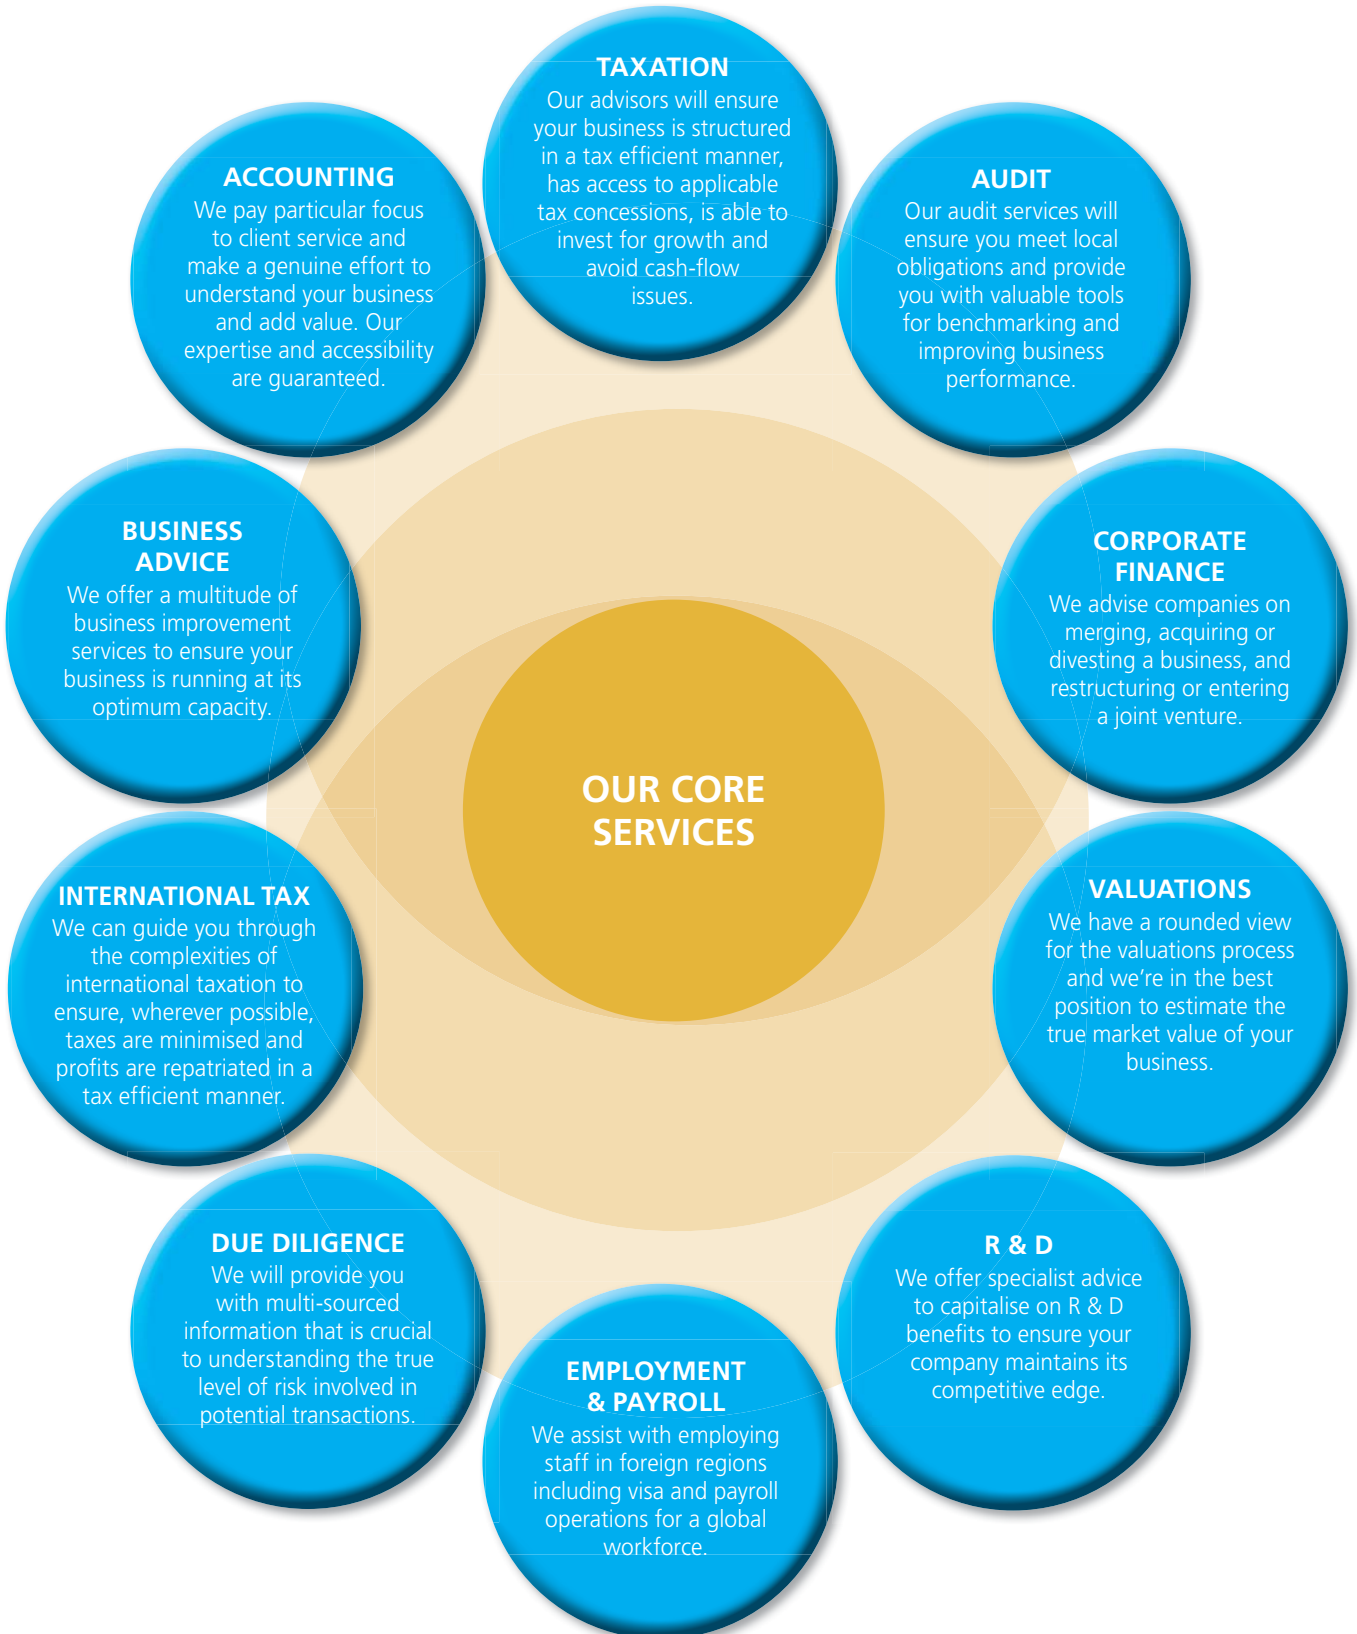 TAXATION
Our advisors will ensure
your business is structured
in a tax efficient manner,
has access to applicable
tax concessions, is able to
invest for growth and
avoid cash-flow
issues.
ACCOUNTING
We pay particular focus
to client service and
make a genuine effort to
understand your business
and add value. Our
expertise and accessibility
are guaranteed.
AUDIT
Our audit services will
ensure you meet local
obligations and provide
you with valuable tools
for benchmarking and
improving business
performance.
BUSINESS
ADVICE
We offer a multitude of
business improvement
services to ensure your
business is running at its
optimum capacity.
CORPORATE
FINANCE
We advise companies on
merging, acquiring or
divesting a business, and
restructuring or entering
a joint venture.
OUR CORE
SERVICES
INTERNATIONAL TAX
We can guide you through
the complexities of
international taxation to
ensure, wherever possible,
taxes are minimised and
profits are repatriated in a
tax efficient manner.
VALUATIONS
We have a rounded view
for the valuations process
and we’re in the best
position to estimate the
true market value of your
business.
DUE DILIGENCE
We will provide you
with multi-sourced
information that is crucial
to understanding the true
level of risk involved in
potential transactions.
R & D
We offer specialist advice
to capitalise on R & D
benefits to ensure your
company maintains its
competitive edge.
EMPLOYMENT
& PAYROLL
We assist with employing
staff in foreign regions
including visa and payroll
operations for a global
workforce.